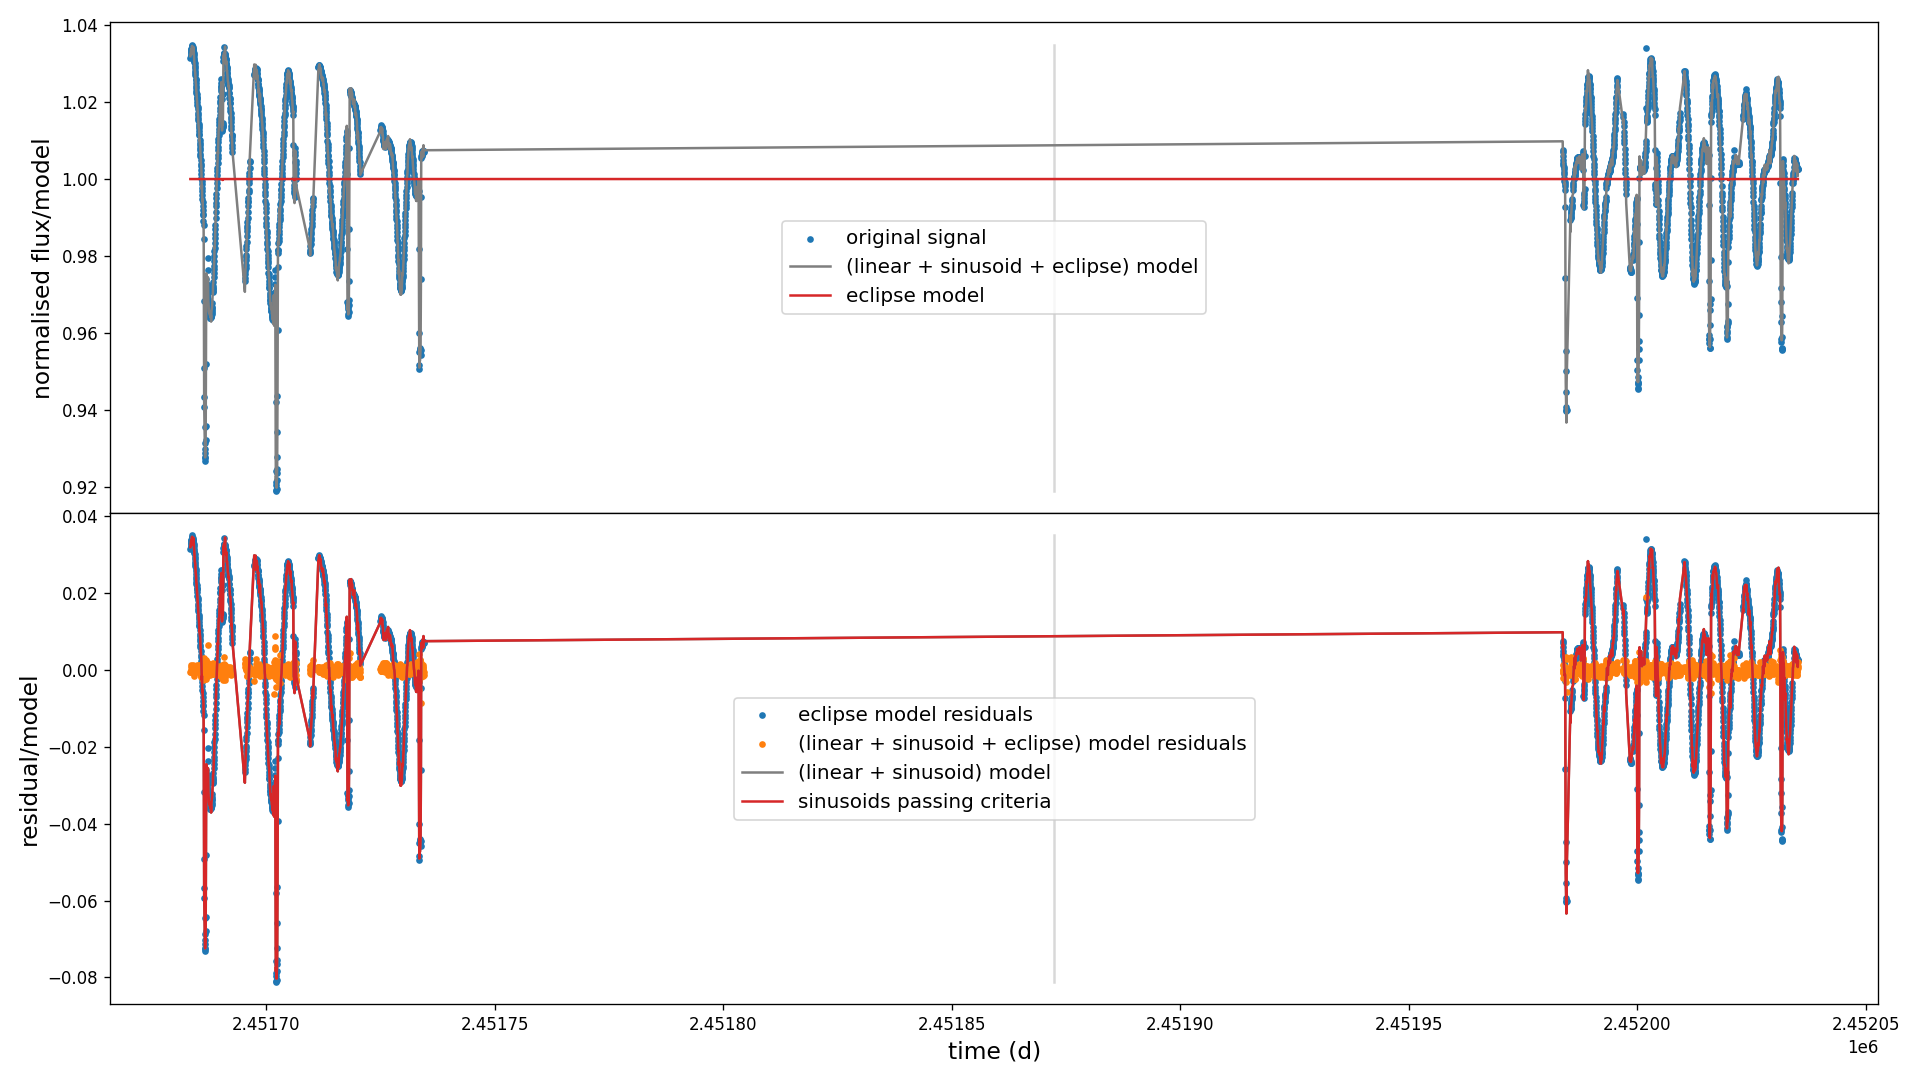 1.04
1.02
1.00
0.98
0.96
0.94
0.92
normalised flux/model
original signal
(linear + sinusoid + eclipse) model
eclipse model
0.04
0.02
0.00
−0.02
−0.04
−0.06
−0.08
residual/model
eclipse model residuals
(linear + sinusoid + eclipse) model residuals
(linear + sinusoid) model
sinusoids passing criteria
2.45170 2.45175 2.45180 2.45185 2.45190 2.45195 2.45200 2.45205
time (d)
1e6